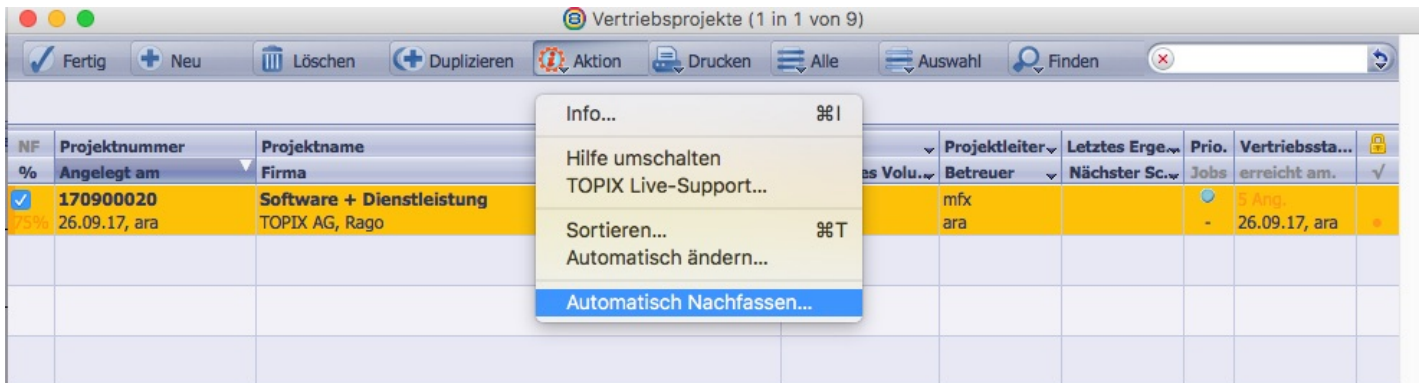 Vertriebsprojekte (1 in 1 von 9)
Fertig Neu Löschen Duplizieren Aktion Drucken Alle Auswahl Finden
Info... ⌘I
Hilfe umschalten
TOPIX Live-Support...
Sortieren... ⌘T
Automatisch ändern...
Automatisch Nachfassen...
NF Projektnummer Projektname Projektleiter Letztes Erge... Prio. Vertriebssta...
% Angelegt am Firma es Volu... Betreuer Nächster Sc... Jobs erreicht am. √
170900020 Software + Dienstleistung mfx 5 Ang.
75% 26.09.17, ara TOPIX AG, Rago ara - 26.09.17, ara